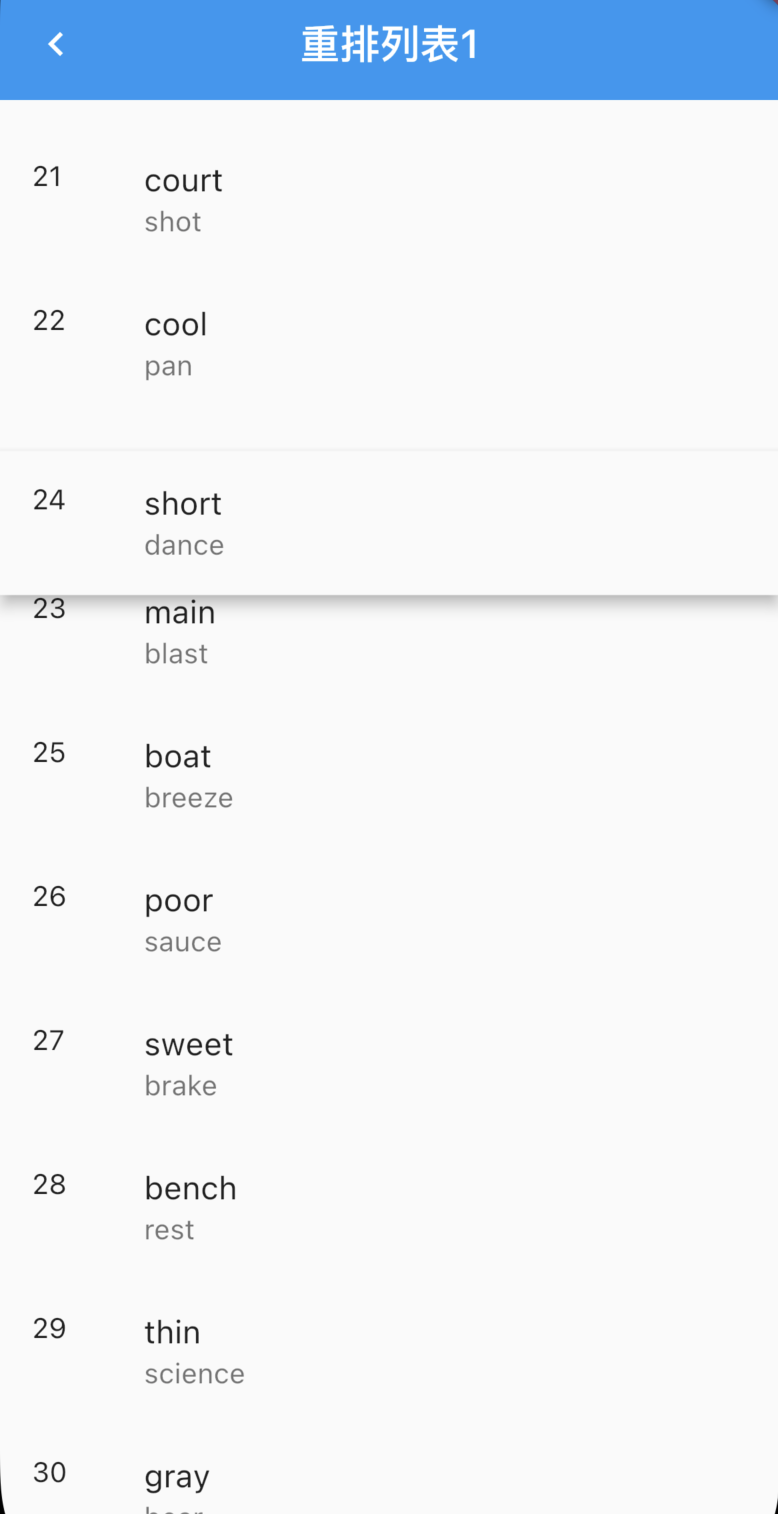 重排列表1
21 court
shot
22 cool
pan
24 short
dance
23 main
blast
25 boat
breeze
26 poor
sauce
27 sweet
brake
28 bench
rest
29 thin
science
30 gray